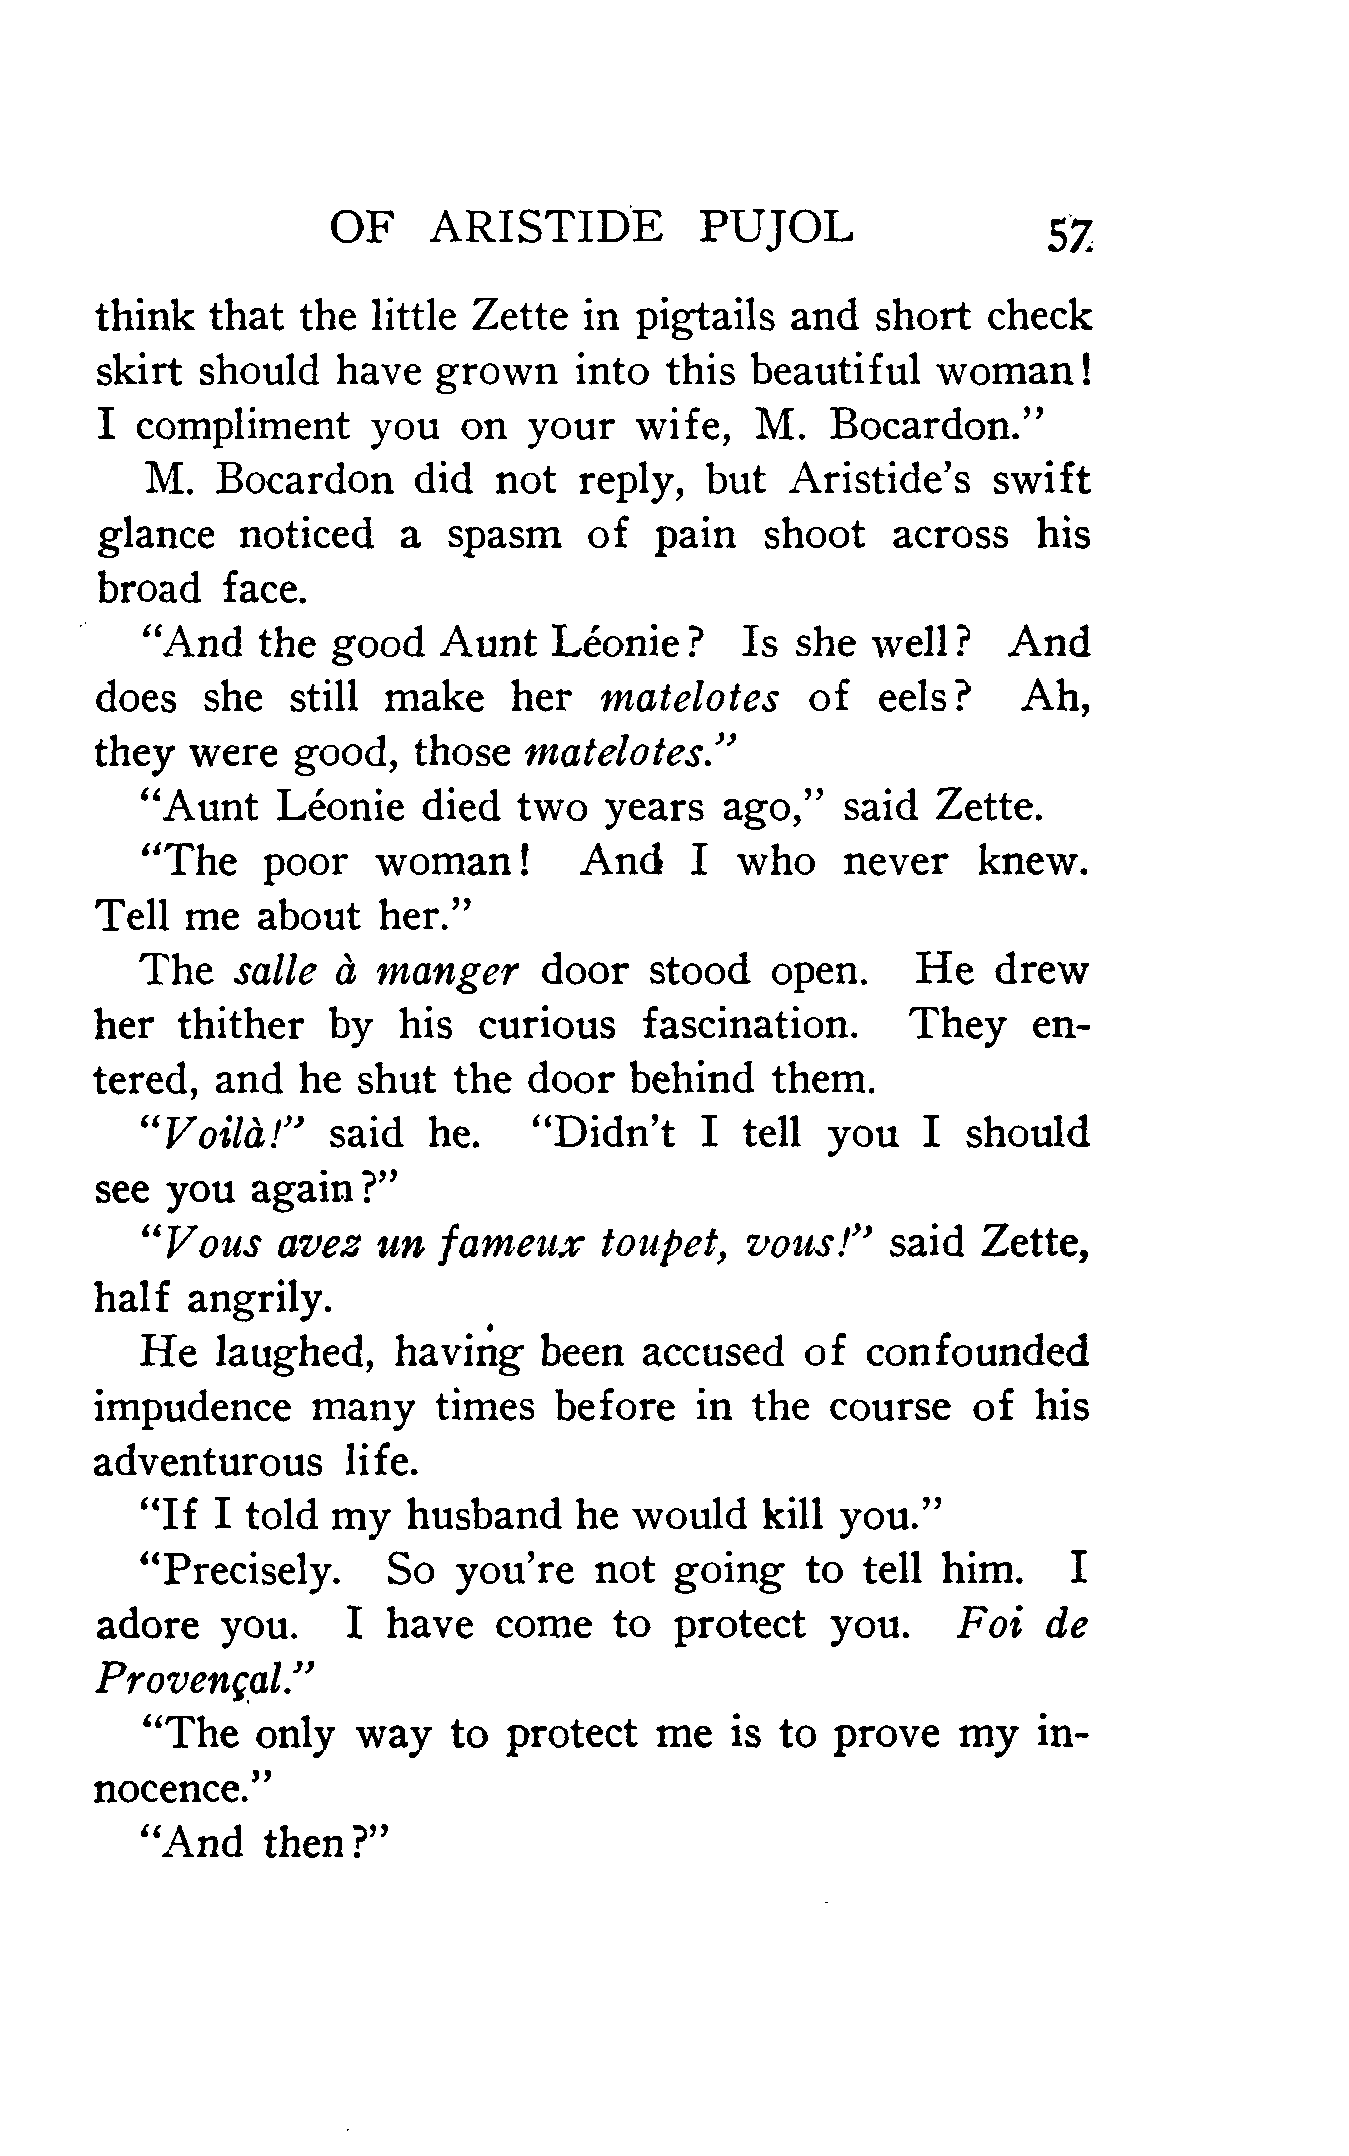 OF ARISTIDE PUJOL 57
think that the little Zette in pigtails and short check
skirt should have grown into this beautiful woman!
I compliment you on your wife, M. Bocardon.”
M. Bocardon did not reply, but Aristide’s swift
glance noticed a spasm of pain shoot across his
broad face.
“And the good Aunt Léonie? Is she well? And
does she still make her matelotes of eels? Ah,
they were good, those matelotes.”
“Aunt Léonie died two years ago,” said Zette.
“The poor woman! And I who never knew.
Tell me about her.”
The salle à manger door stood open. He drew
her thither by his curious fascination. They en-
tered, and he shut the door behind them.
“Voilà!” said he. “Didn’t I tell you I should
see you again?”
“Vous avez un fameux toupet, vous!” said Zette,
half angrily.
He laughed, having been accused of confounded
impudence many times before in the course of his
adventurous life.
“If I told my husband he would kill you.”
“Precisely. So you’re not going to tell him. I
adore you. I have come to protect you. Foi de
Provençal.”
“The only way to protect me is to prove my in-
nocence.”
“And then?”